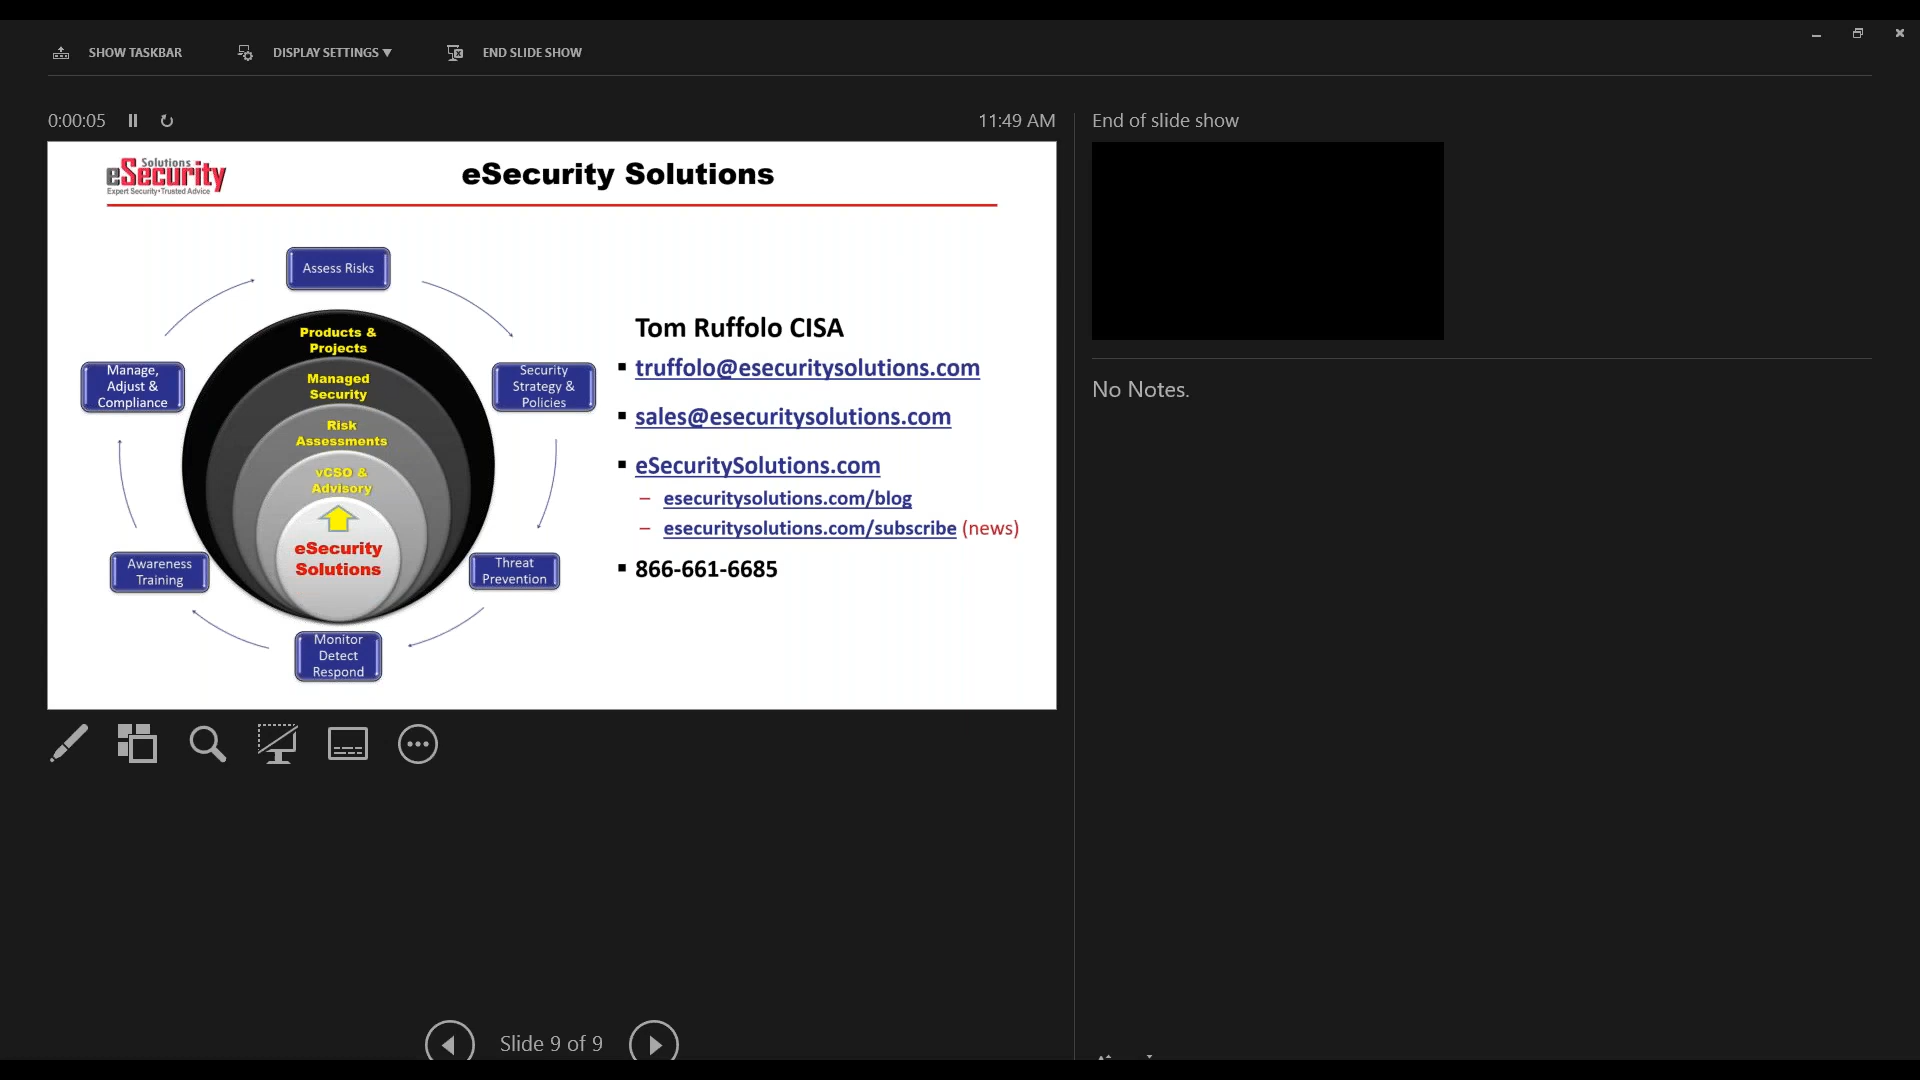 SHOW TASKBAR
DISPLAY SETTINGS ▼
END SLIDE SHOW
0:00:05
11:49 AM
End of slide show
Solutions
eSecurity
Expert Security•Trusted Advice
eSecurity Solutions
Assess Risks
Products &
Projects
Managed
Security
Risk
Assessments
vCSO &
Advisory
eSecurity
Solutions
Security
Strategy &
Policies
Threat
Prevention
Monitor
Detect
Respond
Awareness
Training
Manage,
Adjust &
Compliance
Tom Ruffolo CISA
▪ truffolo@esecuritysolutions.com
▪ sales@esecuritysolutions.com
▪ eSecuritySolutions.com
– esecuritysolutions.com/blog
– esecuritysolutions.com/subscribe (news)
▪ 866-661-6685
No Notes.
Slide 9 of 9